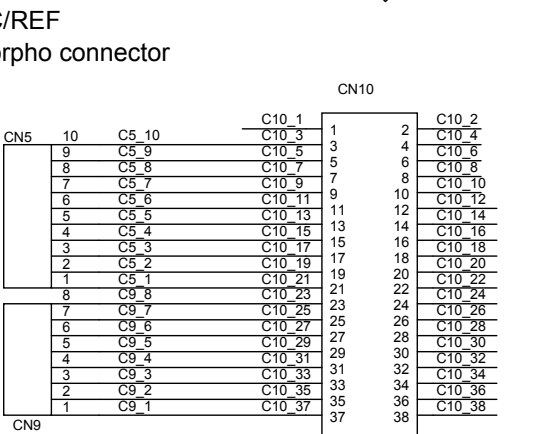 C/REF
orpho connector
CN10
C10_1 1 2 C10_2
CN5 10 C5_10 C10_3 3 4 C10_4
9 C5_9 C10_5 5 6 C10_6
8 C5_8 C10_7 7 8 C10_8
7 C5_7 C10_9 9 10 C10_10
6 C5_6 C10_11 11 12 C10_12
5 C5_5 C10_13 13 14 C10_14
4 C5_4 C10_15 15 16 C10_16
3 C5_3 C10_17 17 18 C10_18
2 C5_2 C10_19 19 20 C10_20
1 C5_1 C10_21 21 22 C10_22
8 C9_8 C10_23 23 24 C10_24
7 C9_7 C10_25 25 26 C10_26
6 C9_6 C10_27 27 28 C10_28
5 C9_5 C10_29 29 30 C10_30
4 C9_4 C10_31 31 32 C10_32
3 C9_3 C10_33 33 34 C10_34
2 C9_2 C10_35 35 36 C10_36
1 C9_1 C10_37 37 38 C10_38
CN9